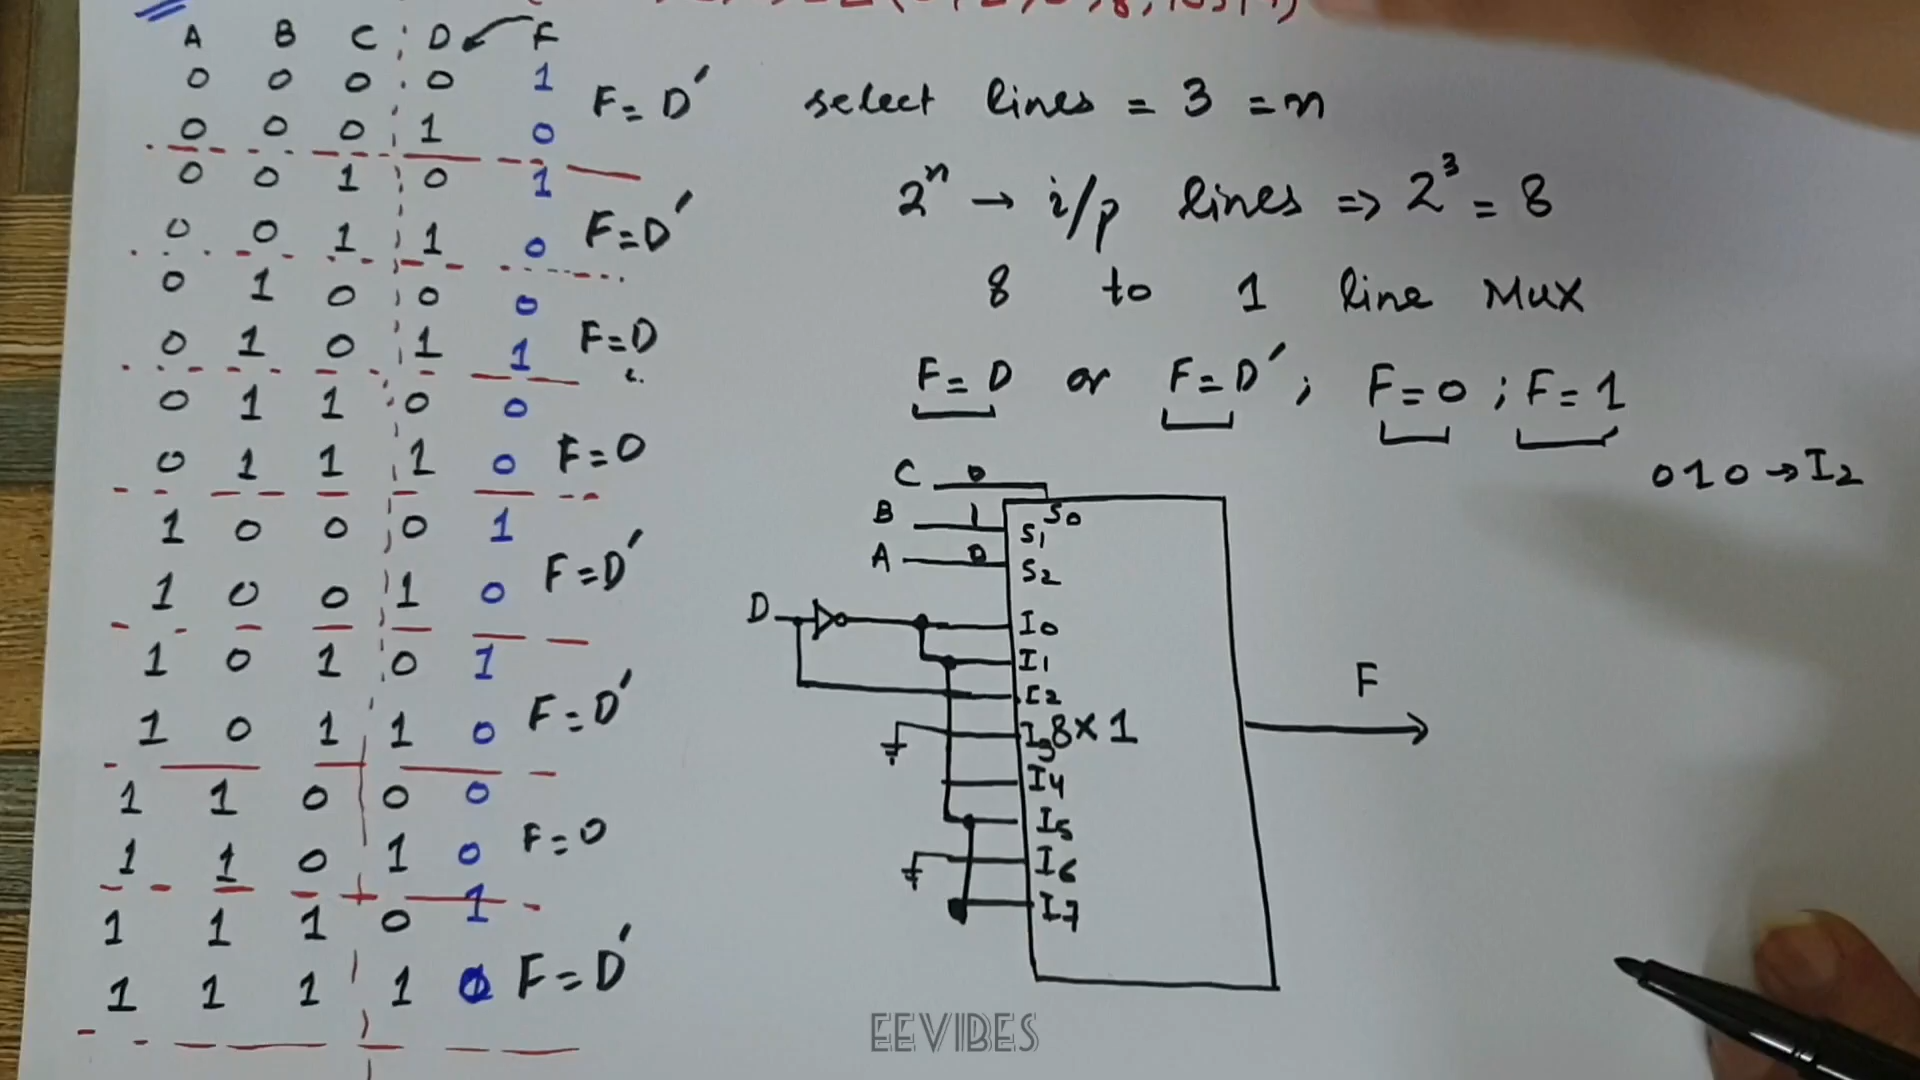 A B C D F
0 0 0 0 1
F = D′
0 0 0 1 0
0 0 1 0 1
F = D′
0 0 1 1 0
0 1 0 0 0
F = D
0 1 0 1 1
0 1 1 0 0
F = 0
0 1 1 1 0
1 0 0 0 1
F = D′
1 0 0 1 0
1 0 1 0 1
F = D′
1 0 1 1 0
1 1 0 0 0
F = 0
1 1 0 1 0
1 1 1 0 1
1 1 1 1 0 F = D′
select lines = 3 = n
2ⁿ → i/p lines ⇒ 2³ = 8
8 to 1 line MUX
F = D or F = D′ ; F = 0 ; F = 1
0 1 0 → I2
C 0 S0
B 1 S1
A 0 S2
D I0
I1
I2
I3 8×1
I4
I5
I6
I7
F
EEVIBES